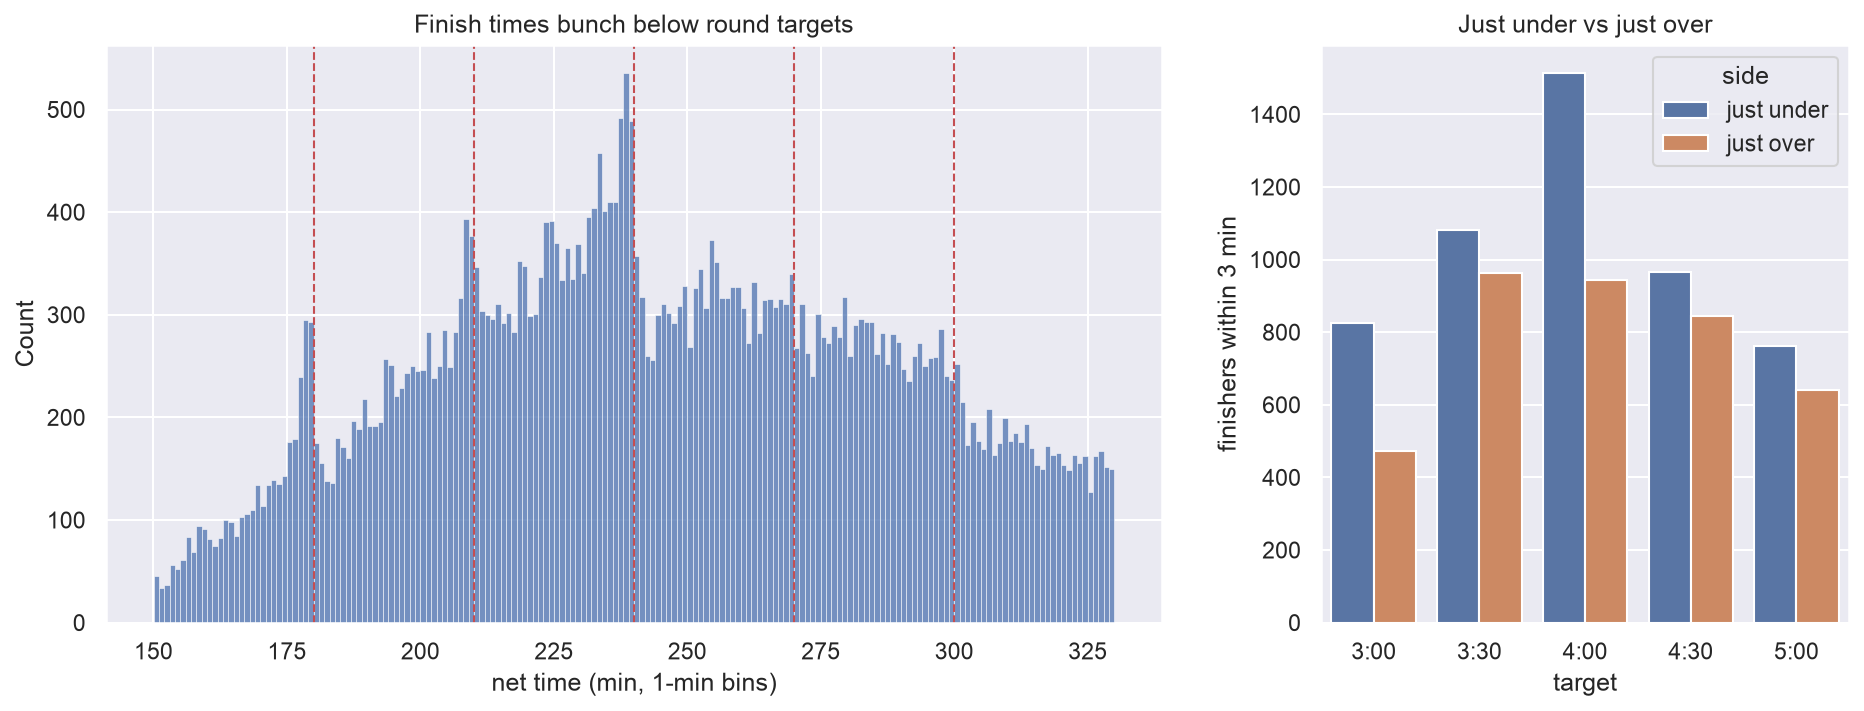 Finish times bunch below round targets
Count
500
400
300
200
100
0
150 175 200 225 250 275 300 325
net time (min, 1-min bins)
Just under vs just over
side
just under
just over
finishers within 3 min
1400
1200
1000
800
600
400
200
0
3:00 3:30 4:00 4:30 5:00
target